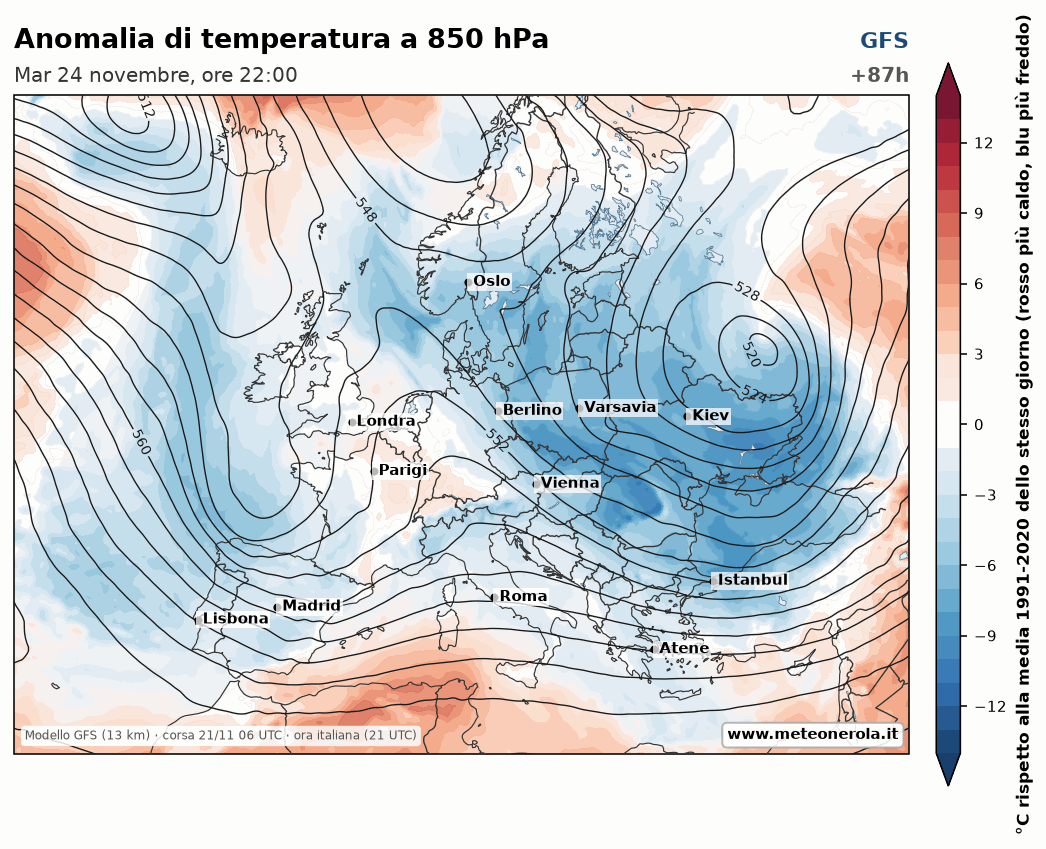 Anomalia di temperatura a 850 hPa
GFS
Mar 24 novembre, ore 22:00
+87h
512
548
528
520
Oslo
Berlino
Varsavia
Kiev
Londra
560
Parigi
Vienna
Istanbul
Roma
Madrid
Lisbona
Atene
Modello GFS (13 km) · corsa 21/11 06 UTC · ora italiana (21 UTC)
www.meteonerola.it
12
9
6
3
0
−3
−6
−9
−12
°C rispetto alla media 1991-2020 dello stesso giorno (rosso più caldo, blu più freddo)